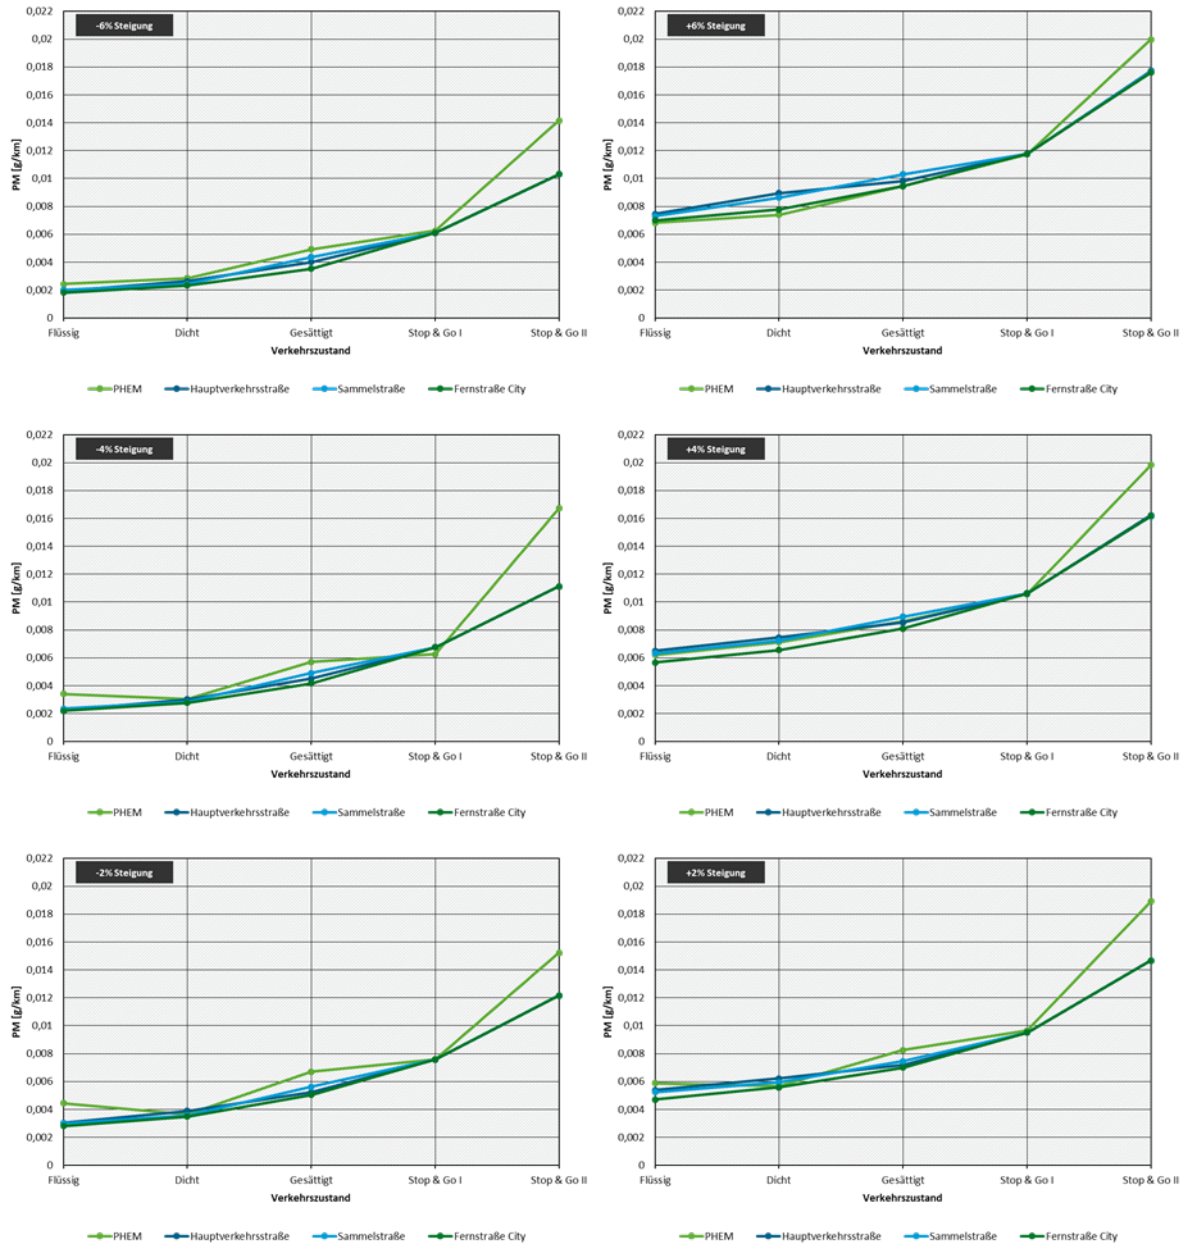 -6% Steigung
PM [g/km]
0,022
0,02
0,018
0,016
0,014
0,012
0,01
0,008
0,006
0,004
0,002
0
Flüssig Dicht Gesättigt Stop & Go I Stop & Go II
Verkehrszustand
PHEM Hauptverkehrsstraße Sammelstraße Fernstraße City
+6% Steigung
PM [g/km]
0,022
0,02
0,018
0,016
0,014
0,012
0,01
0,008
0,006
0,004
0,002
0
Flüssig Dicht Gesättigt Stop & Go I Stop & Go II
Verkehrszustand
PHEM Hauptverkehrsstraße Sammelstraße Fernstraße City
-4% Steigung
PM [g/km]
0,022
0,02
0,018
0,016
0,014
0,012
0,01
0,008
0,006
0,004
0,002
0
Flüssig Dicht Gesättigt Stop & Go I Stop & Go II
Verkehrszustand
PHEM Hauptverkehrsstraße Sammelstraße Fernstraße City
+4% Steigung
PM [g/km]
0,022
0,02
0,018
0,016
0,014
0,012
0,01
0,008
0,006
0,004
0,002
0
Flüssig Dicht Gesättigt Stop & Go I Stop & Go II
Verkehrszustand
PHEM Hauptverkehrsstraße Sammelstraße Fernstraße City
-2% Steigung
PM [g/km]
0,022
0,02
0,018
0,016
0,014
0,012
0,01
0,008
0,006
0,004
0,002
0
Flüssig Dicht Gesättigt Stop & Go I Stop & Go II
Verkehrszustand
PHEM Hauptverkehrsstraße Sammelstraße Fernstraße City
+2% Steigung
PM [g/km]
0,022
0,02
0,018
0,016
0,014
0,012
0,01
0,008
0,006
0,004
0,002
0
Flüssig Dicht Gesättigt Stop & Go I Stop & Go II
Verkehrszustand
PHEM Hauptverkehrsstraße Sammelstraße Fernstraße City